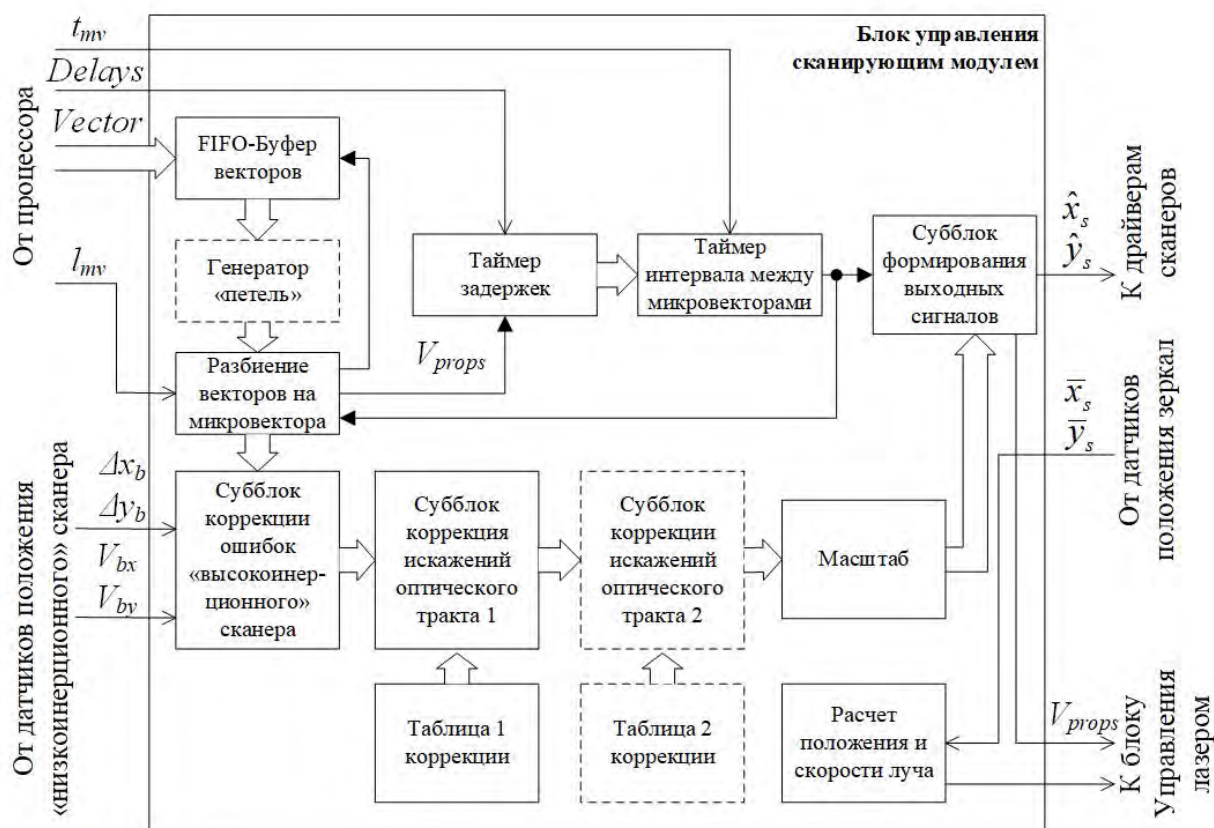 Блок управления
сканирующим модулем
От процессора
t_mv
Delays
Vector
l_mv
FIFO-Буфер
векторов
Генератор
«петель»
Разбиение
векторов на
микровектора
V_props
Таймер
задержек
Таймер
интервала между
микровекторами
Субблок
формирования
выходных
сигналов
x̂_s
ŷ_s
К драйверам
сканеров
x̄_s
ȳ_s
От датчиков
положения зеркал
От датчиков положения
«низкоинерционного» сканера
Δx_b
Δy_b
V_bx
V_by
Субблок
коррекции
ошибок
«высокоинер-
ционного»
сканера
Субблок
коррекция
искажений
оптического
тракта 1
Субблок
коррекции
искажений
оптического
тракта 2
Масштаб
Таблица 1
коррекции
Таблица 2
коррекции
Расчет
положения и
скорости луча
V_props
К блоку
Управления
лазером